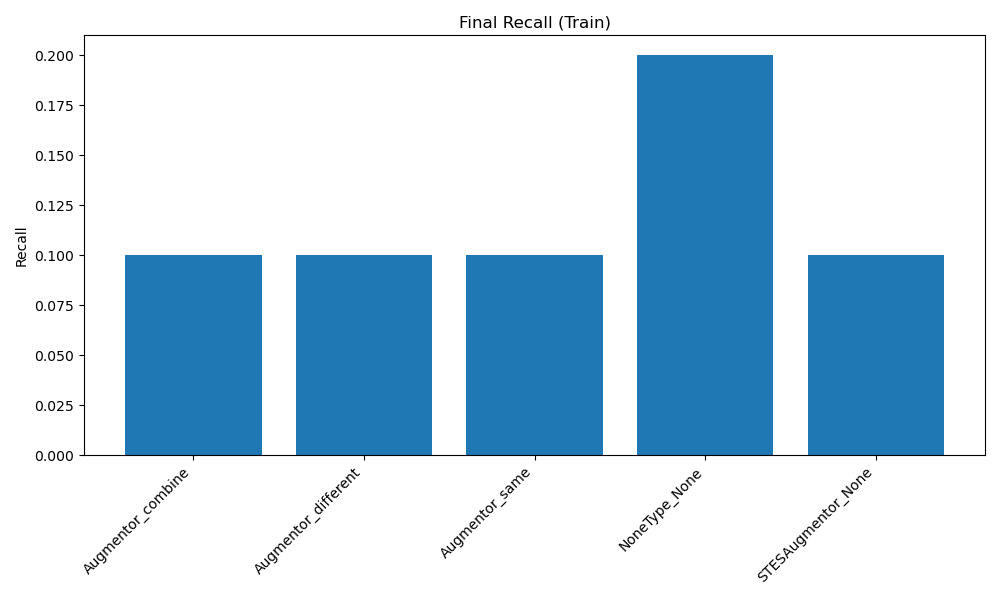 Final Recall (Train)
Recall
0.200
0.175
0.150
0.125
0.100
0.075
0.050
0.025
0.000
Augmentor_combine
Augmentor_different
Augmentor_same
NoneType_None
STESAugmentor_None